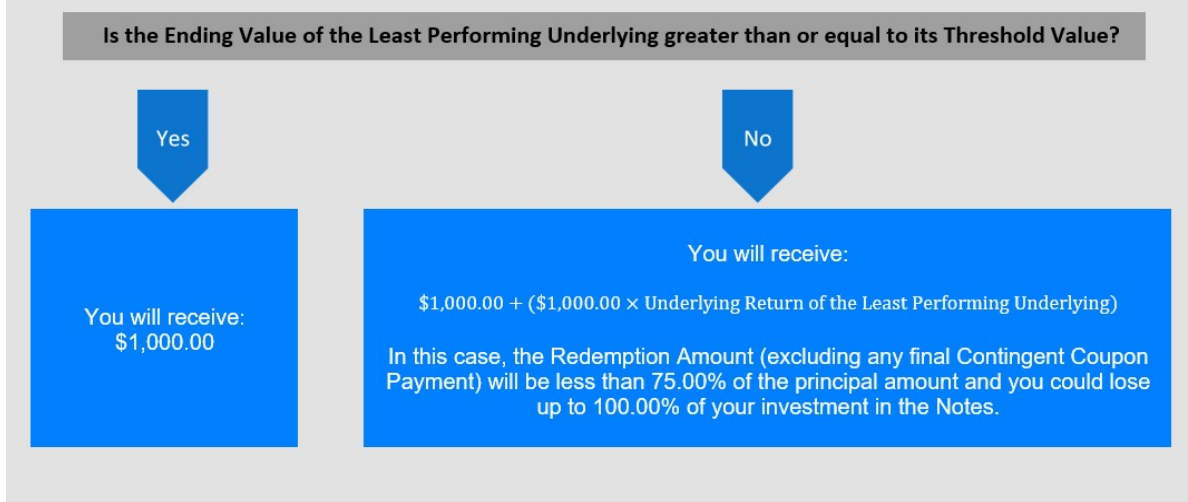 Is the Ending Value of the Least Performing Underlying greater than or equal to its Threshold Value?
Yes
No
You will receive:
$1,000.00
You will receive:
$1,000.00 + ($1,000.00 × Underlying Return of the Least Performing Underlying)
In this case, the Redemption Amount (excluding any final Contingent Coupon
Payment) will be less than 75.00% of the principal amount and you could lose
up to 100.00% of your investment in the Notes.